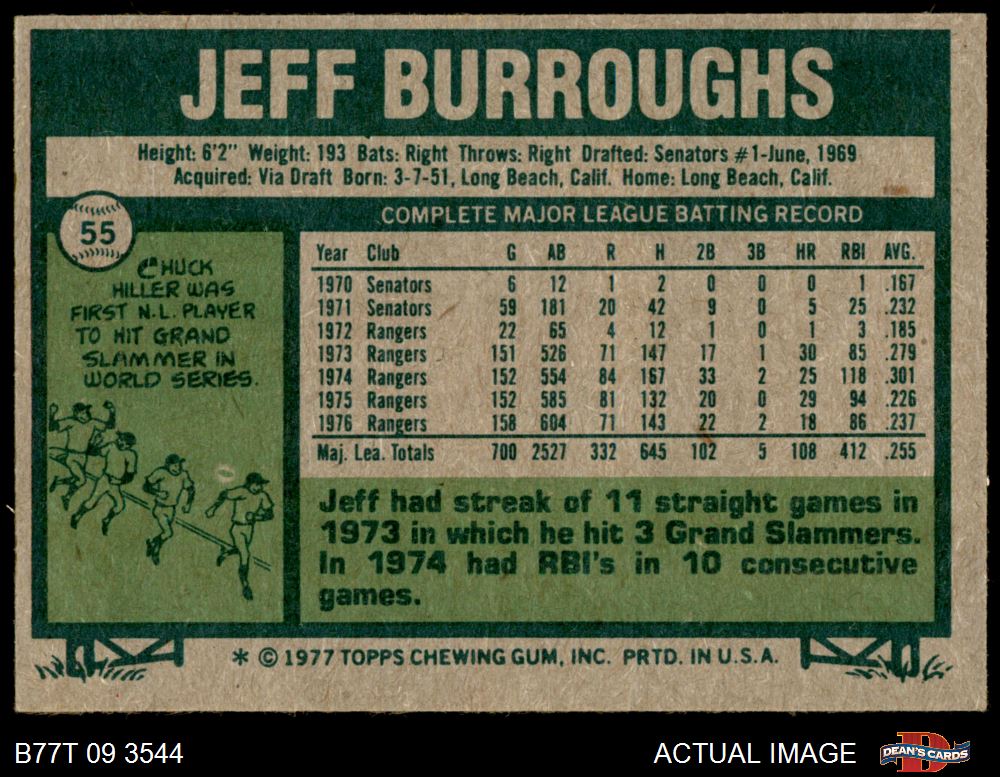 JEFF BURROUGHS
Height: 6'2" Weight: 193 Bats: Right Throws: Right Drafted: Senators #1-June, 1969
Acquired: Via Draft Born: 3-7-51, Long Beach, Calif. Home: Long Beach, Calif.
55
CHUCK
HILLER WAS
FIRST N.L. PLAYER
TO HIT GRAND
SLAMMER IN
WORLD SERIES.
COMPLETE MAJOR LEAGUE BATTING RECORD
Year Club G AB R H 2B 3B HR RBI AVG.
1970 Senators 6 12 1 2 0 0 0 1 .167
1971 Senators 59 181 20 42 9 0 5 25 .232
1972 Rangers 22 65 4 12 1 0 1 3 .185
1973 Rangers 151 526 71 147 17 1 30 85 .279
1974 Rangers 152 554 84 167 33 2 25 118 .301
1975 Rangers 152 585 81 132 20 0 29 94 .226
1976 Rangers 158 604 71 143 22 2 18 86 .237
Maj. Lea. Totals 700 2527 332 645 102 5 108 412 .255
Jeff had streak of 11 straight games in
1973 in which he hit 3 Grand Slammers.
In 1974 had RBI's in 10 consecutive
games.
* © 1977 TOPPS CHEWING GUM, INC. PRTD. IN U.S.A.
B77T 09 3544
ACTUAL IMAGE
DEAN'S CARDS